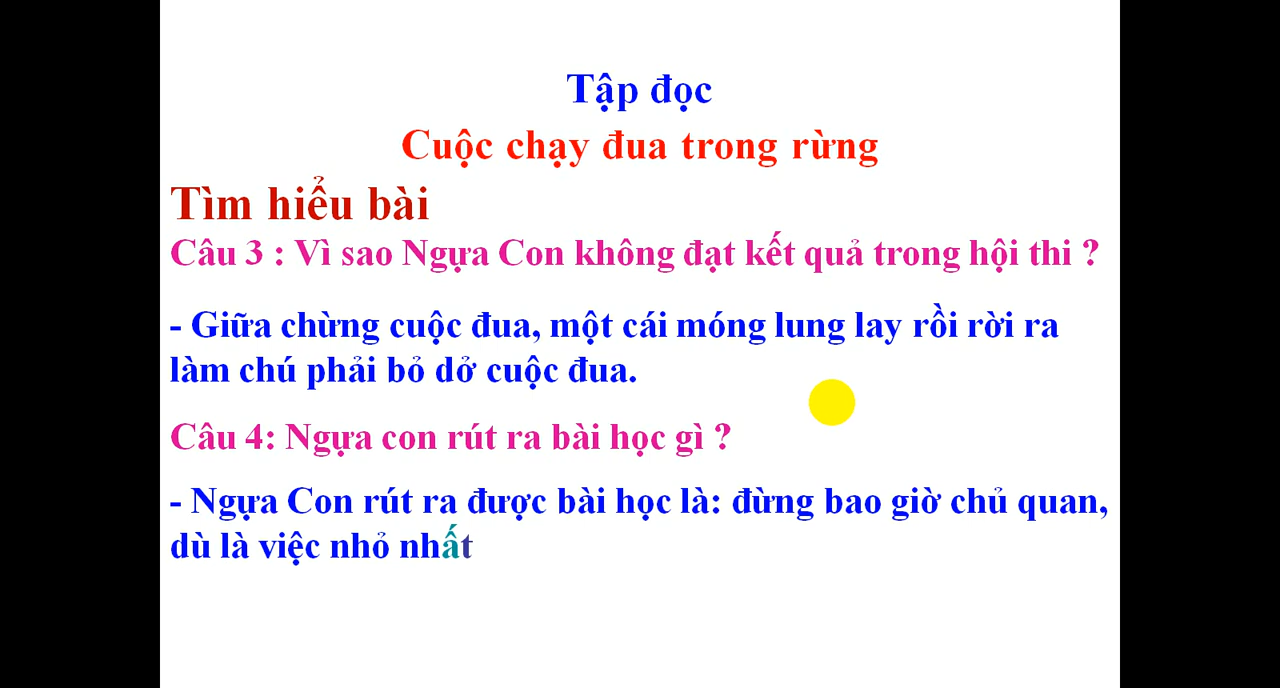 Tập đọc
Cuộc chạy đua trong rừng
Tìm hiểu bài
Câu 3 : Vì sao Ngựa Con không đạt kết quả trong hội thi ?
- Giữa chừng cuộc đua, một cái móng lung lay rồi rời ra
làm chú phải bỏ dở cuộc đua.
Câu 4: Ngựa con rút ra bài học gì ?
- Ngựa Con rút ra được bài học là: đừng bao giờ chủ quan,
dù là việc nhỏ nhất